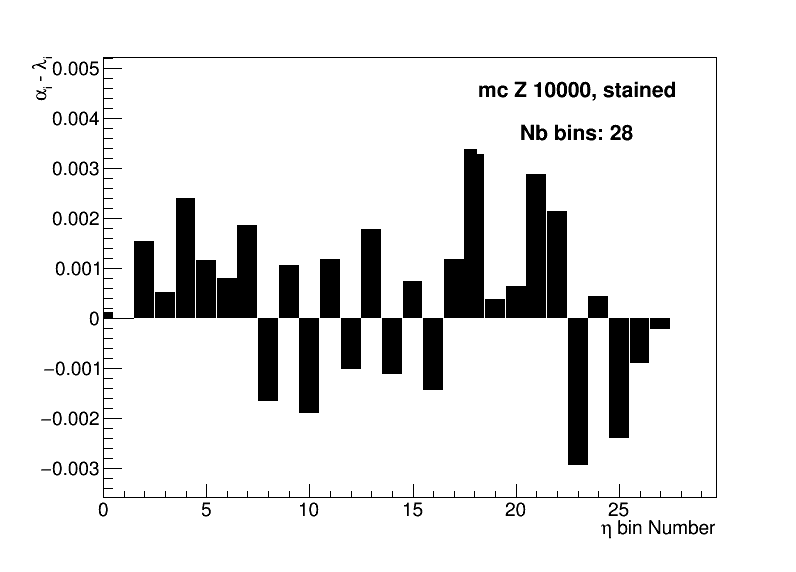 α_i - λ_i
0.005
0.004
0.003
0.002
0.001
0
−0.001
−0.002
−0.003
mc Z 10000, stained
Nb bins: 28
0 5 10 15 20 25
η bin Number